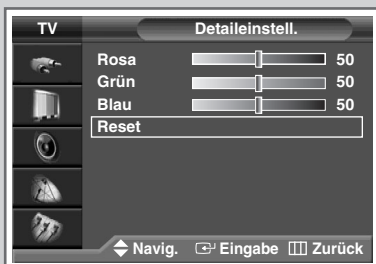 TV Detaileinstell.
Rosa 50
Grün 50
Blau 50
Reset
Navig. Eingabe Zurück